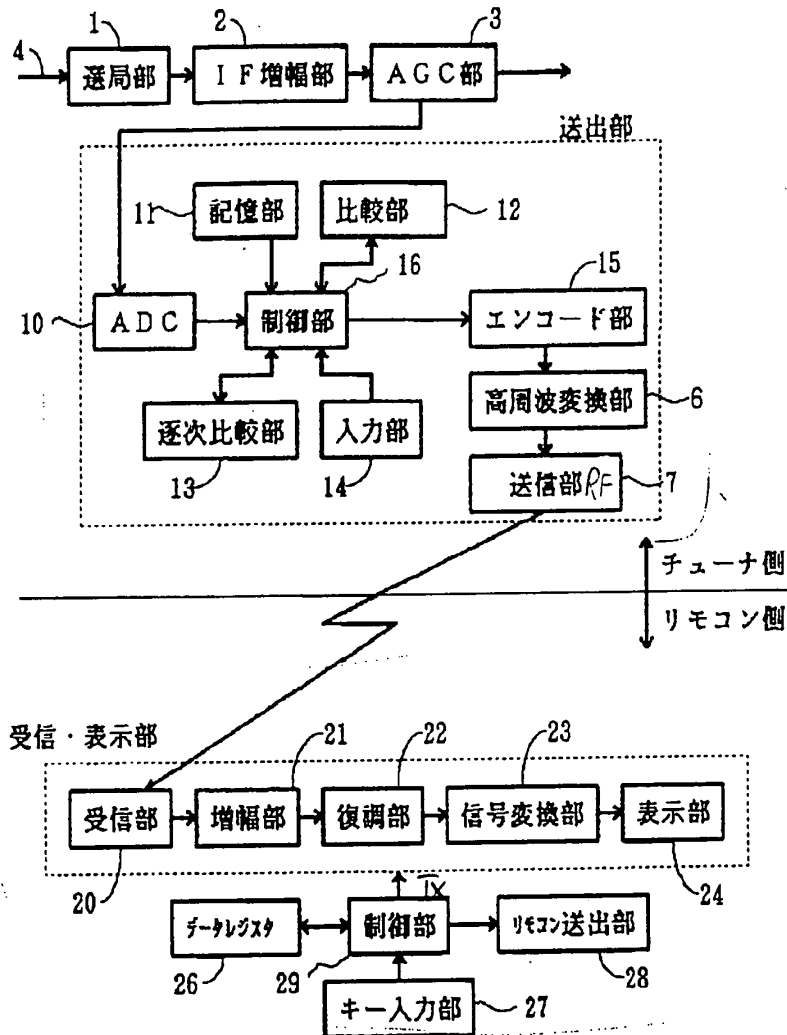 1
2
3
4
選局部
IF増幅部
AGC部
送出部
11
記憶部
比較部
12
16
15
10
ADC
制御部
エンコード部
高周波変換部
6
逐次比較部
入力部
13
14
送信部RF
7
チューナ側
リモコン側
受信・表示部
21
22
23
受信部
増幅部
復調部
信号変換部
表示部
20
24
TX
データレジスタ
制御部
リモコン送出部
26
29
28
キー入力部
27